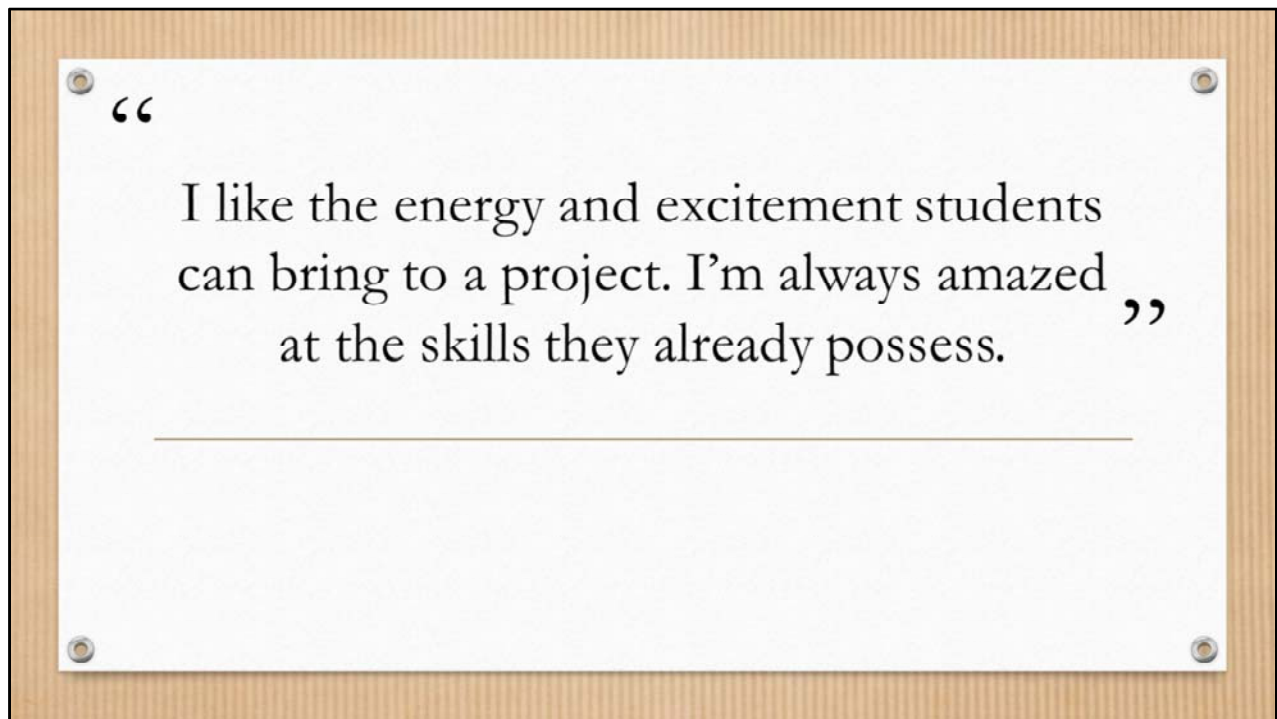 “
I like the energy and excitement students
can bring to a project. I’m always amazed
at the skills they already possess.
”